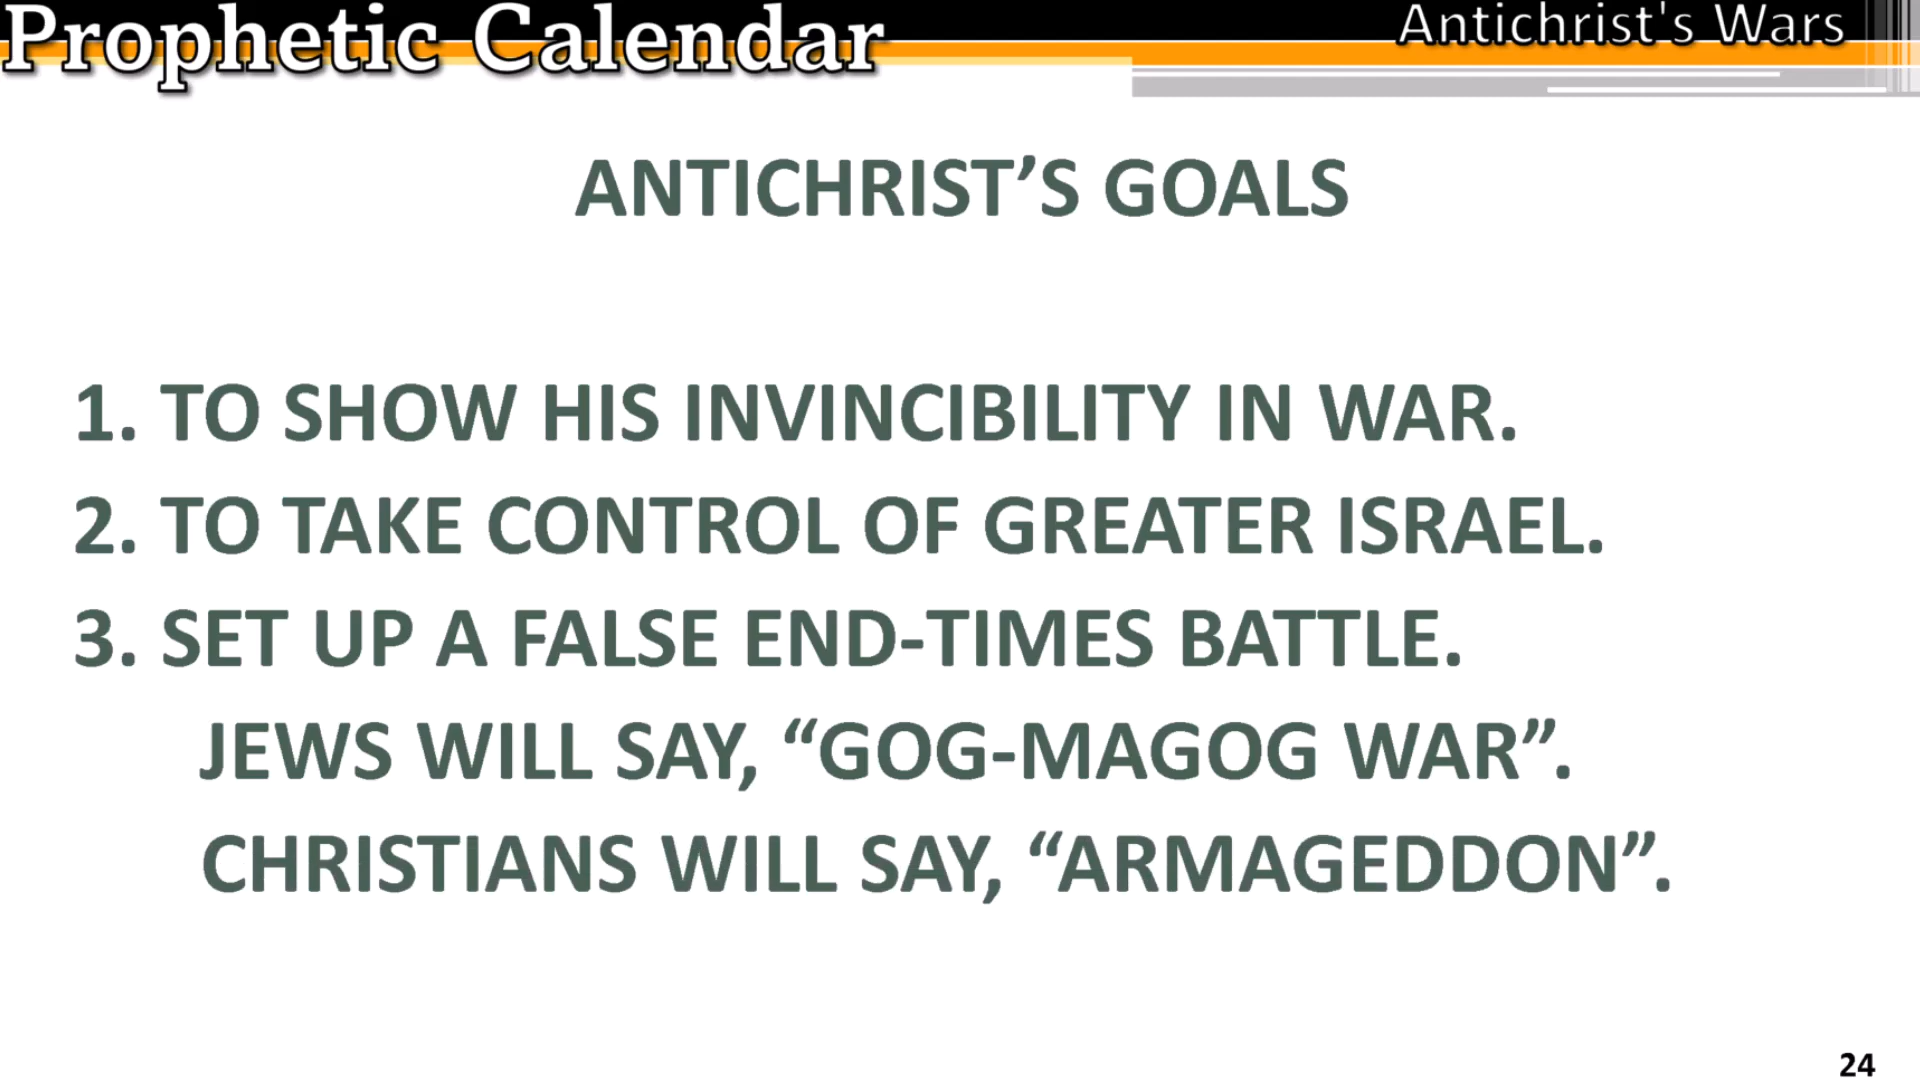 Prophetic Calendar
Antichrist's Wars
ANTICHRIST’S GOALS
1. TO SHOW HIS INVINCIBILITY IN WAR.
2. TO TAKE CONTROL OF GREATER ISRAEL.
3. SET UP A FALSE END-TIMES BATTLE.
JEWS WILL SAY, “GOG-MAGOG WAR”.
CHRISTIANS WILL SAY, “ARMAGEDDON”.
24